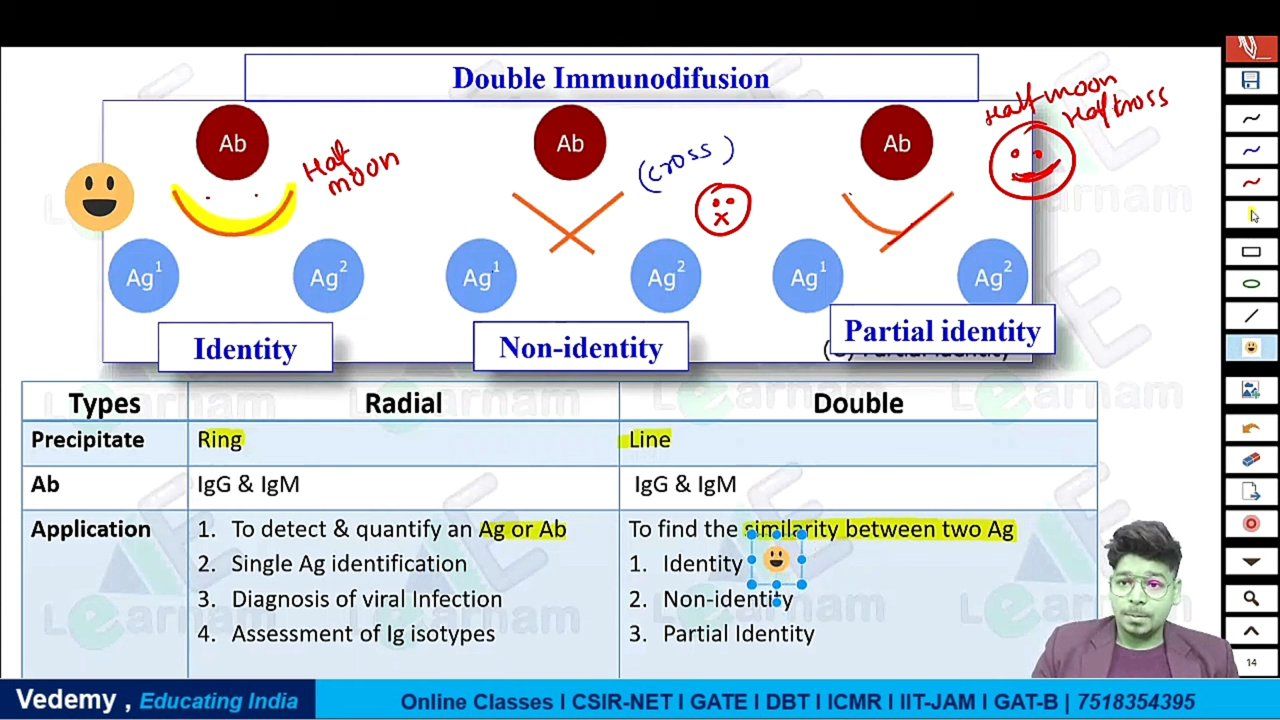 Double Immunodifusion
Half moon
Half cross
Ab
Ab
Ab
Half
moon
(cross)
Ag1
Ag2
Ag1
Ag2
Ag1
Ag2
Identity
Non-identity
Partial identity
Types
Radial
Double
Precipitate
Ring
Line
Ab
IgG & IgM
IgG & IgM
Application
1. To detect & quantify an Ag or Ab
2. Single Ag identification
3. Diagnosis of viral Infection
4. Assessment of Ig isotypes
To find the similarity between two Ag
1. Identity
2. Non-identity
3. Partial Identity
Learnam
14
Vedemy , Educating India
Online Classes I CSIR-NET I GATE I DBT I ICMR I IIT-JAM I GAT-B | 7518354395